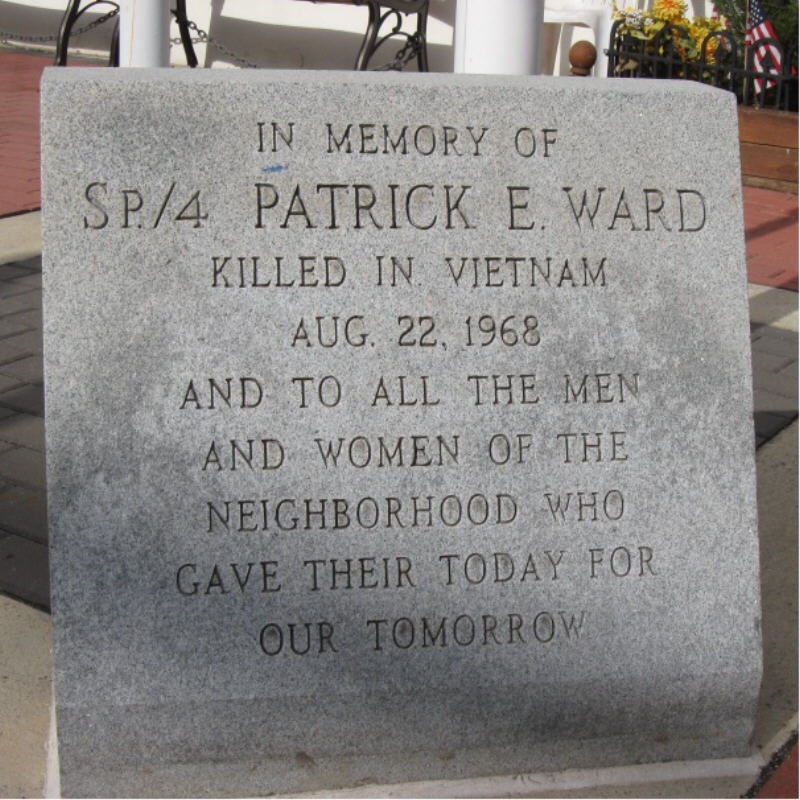 IN MEMORY OF
SP./4 PATRICK E. WARD
KILLED IN VIETNAM
AUG. 22, 1968
AND TO ALL THE MEN
AND WOMEN OF THE
NEIGHBORHOOD WHO
GAVE THEIR TODAY FOR
OUR TOMORROW